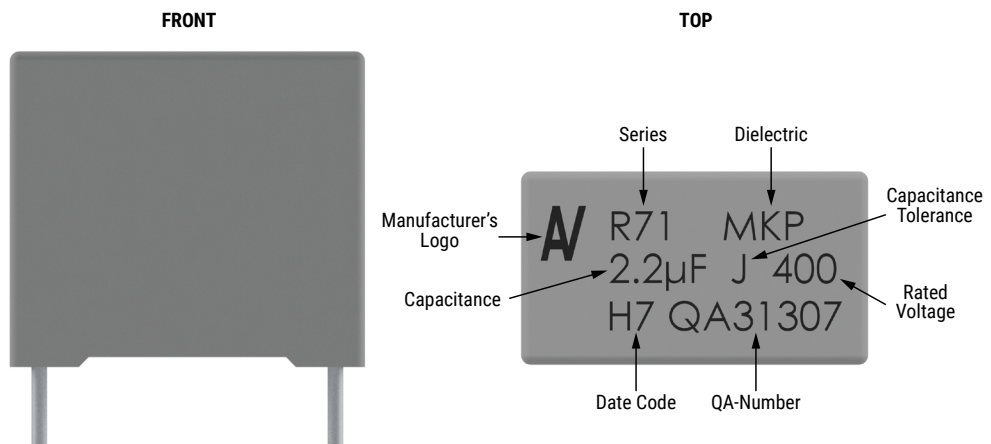 FRONT
TOP
Series
Dielectric
Capacitance
Tolerance
Manufacturer's
Logo
R71 MKP
2.2µF J 400
H7 QA31307
Capacitance
Rated
Voltage
Date Code
QA-Number